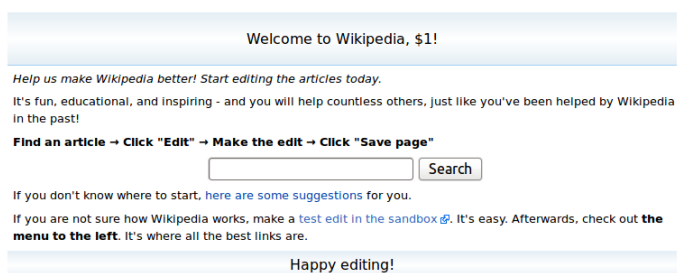 Welcome to Wikipedia, $1!
Help us make Wikipedia better! Start editing the articles today.
It's fun, educational, and inspiring - and you will help countless others, just like you've been helped by Wikipedia
in the past!
Find an article → Click "Edit" → Make the edit → Click "Save page"
Search
If you don't know where to start, here are some suggestions for you.
If you are not sure how Wikipedia works, make a test edit in the sandbox. It's easy. Afterwards, check out the
menu to the left. It's where all the best links are.
Happy editing!